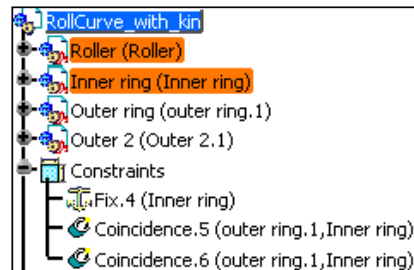 RollCurve_with_kin
Roller (Roller)
Inner ring (Inner ring)
Outer ring (outer ring.1)
Outer 2 (Outer 2.1)
Constraints
Fix.4 (Inner ring)
Coincidence.5 (outer ring.1,Inner ring)
Coincidence.6 (outer ring.1,Inner ring)